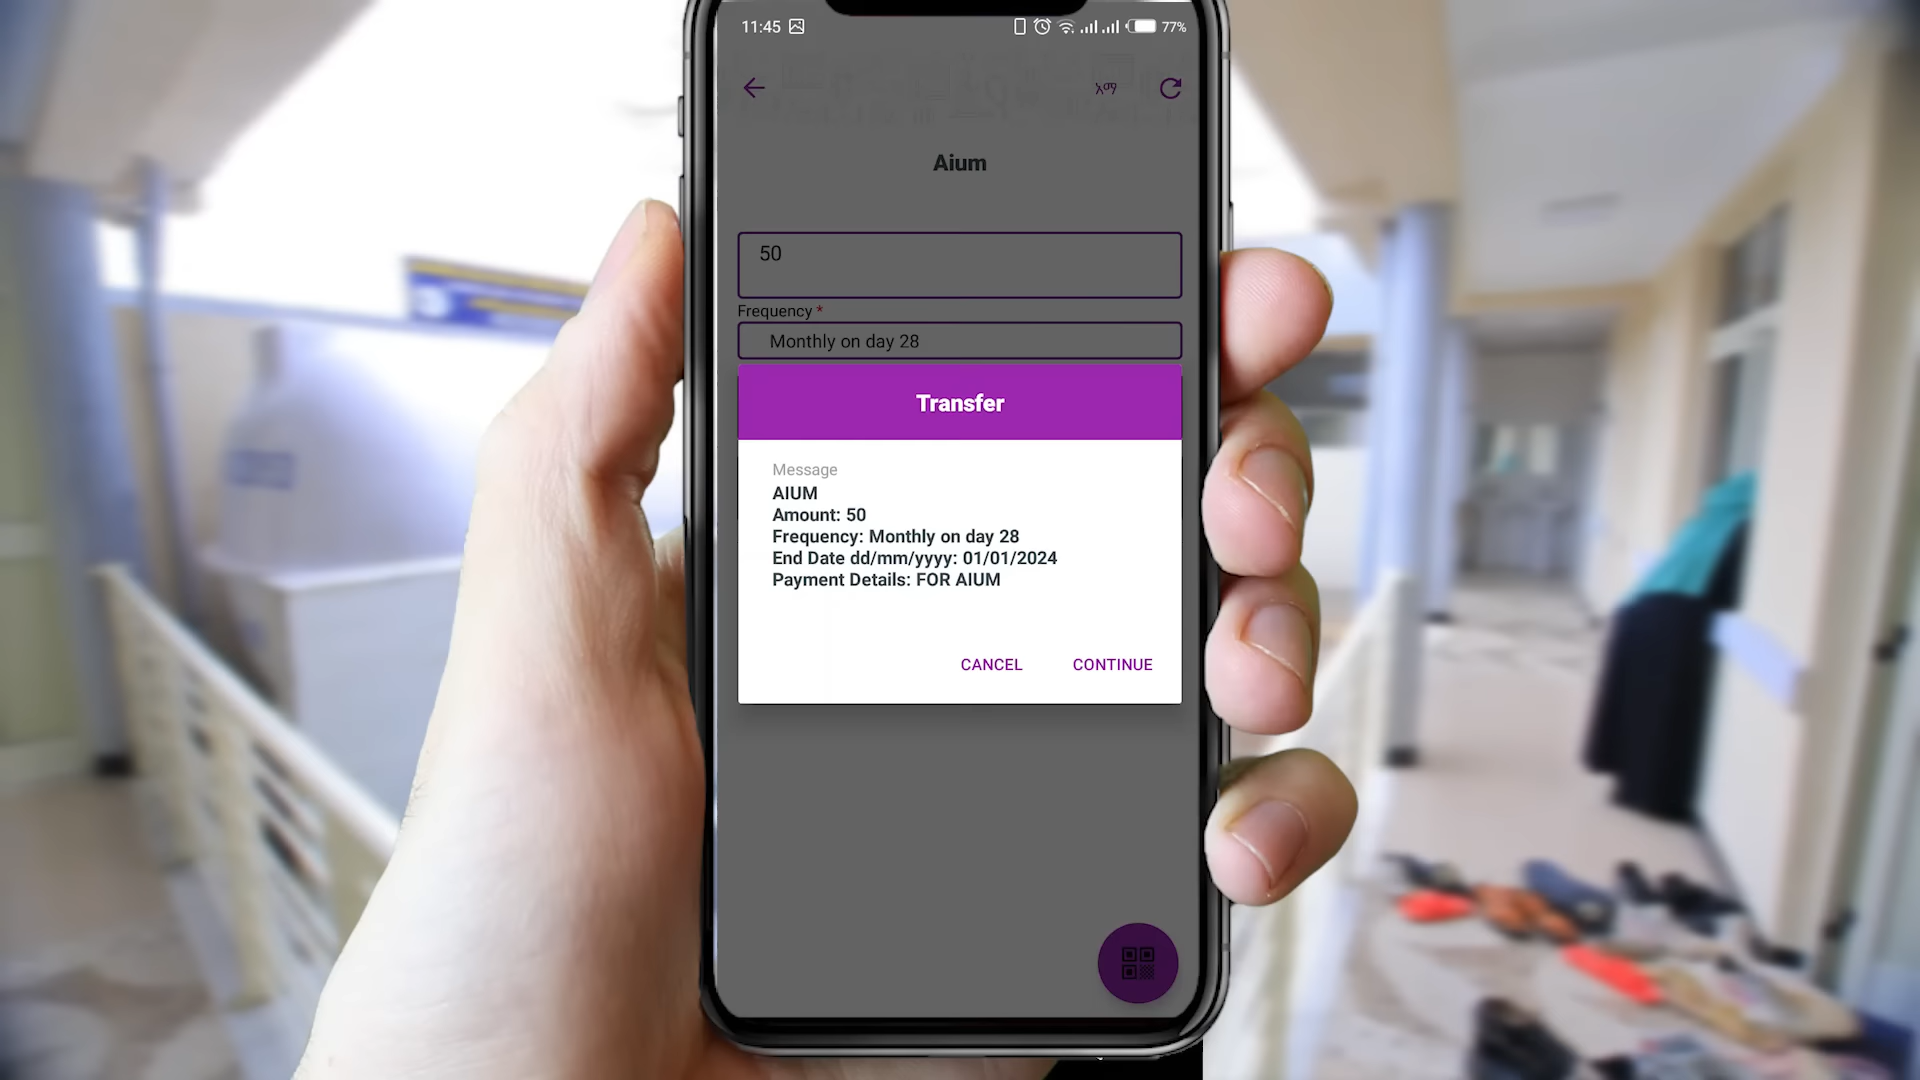 11:45
77%
አማ
Aium
50
Frequency *
Monthly on day 28
Transfer
Message
AIUM
Amount: 50
Frequency: Monthly on day 28
End Date dd/mm/yyyy: 01/01/2024
Payment Details: FOR AIUM
CANCEL CONTINUE